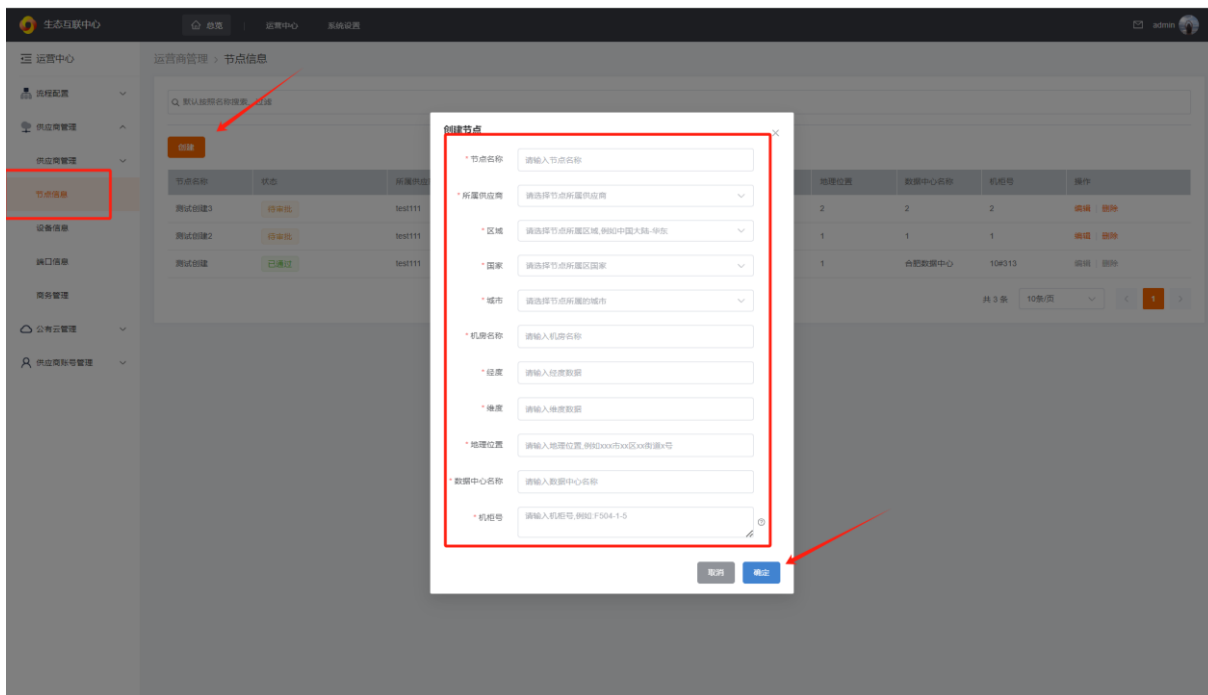 生态互联中心
总览
运营中心
系统设置
admin
运营中心
运营商管理 > 节点信息
流程配置
供应商管理
供应商管理
节点信息
设备信息
端口信息
商务管理
公有云管理
供应商账号管理
默认按照名称搜索、过滤
创建
节点名称 状态 所属供应 地理位置 数据中心名称 机柜号 操作
测试创建3 待审批 test111 2 2 2 编辑 删除
测试创建2 待审批 test111 1 1 1 编辑 删除
测试创建 已通过 test111 1 合肥数据中心 10#313 编辑 删除
共 3 条 10条/页 < 1 >
创建节点
* 节点名称 请输入节点名称
* 所属供应商 请选择节点所属供应商
* 区域 请选择节点所属区域,例如中国大陆-华东
* 国家 请选择节点所属区国家
* 城市 请选择节点所属的城市
* 机房名称 请输入机房名称
* 经度 请输入经度数据
* 维度 请输入维度数据
* 地理位置 请输入地理位置,例如xxx市xx区xx街道x号
* 数据中心名称 请输入数据中心名称
* 机柜号 请输入机柜号,例如:F504-1-5
取消 确定